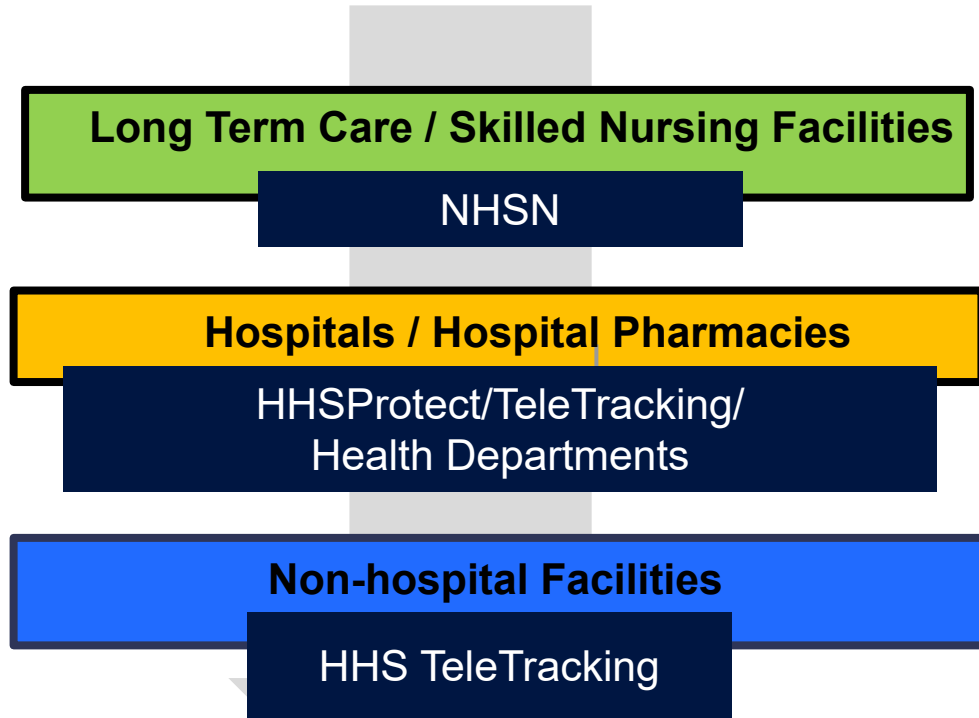 Long Term Care / Skilled Nursing Facilities
NHSN
Hospitals / Hospital Pharmacies
HHSProtect/TeleTracking/
Health Departments
Non-hospital Facilities
HHS TeleTracking